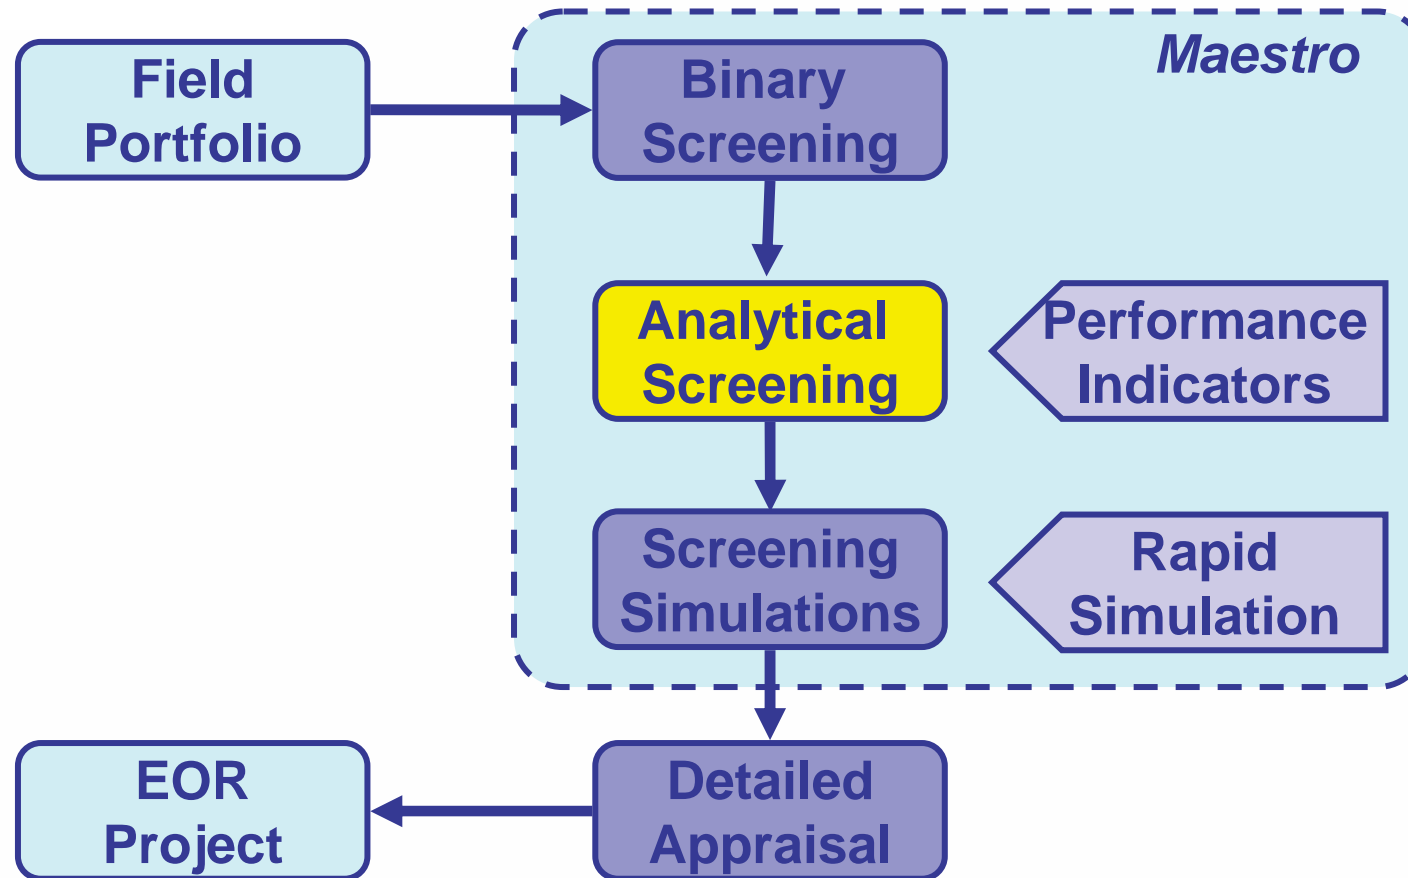 Field
Portfolio
Binary
Screening
Maestro
Analytical
Screening
Performance
Indicators
Screening
Simulations
Rapid
Simulation
EOR
Project
Detailed
Appraisal